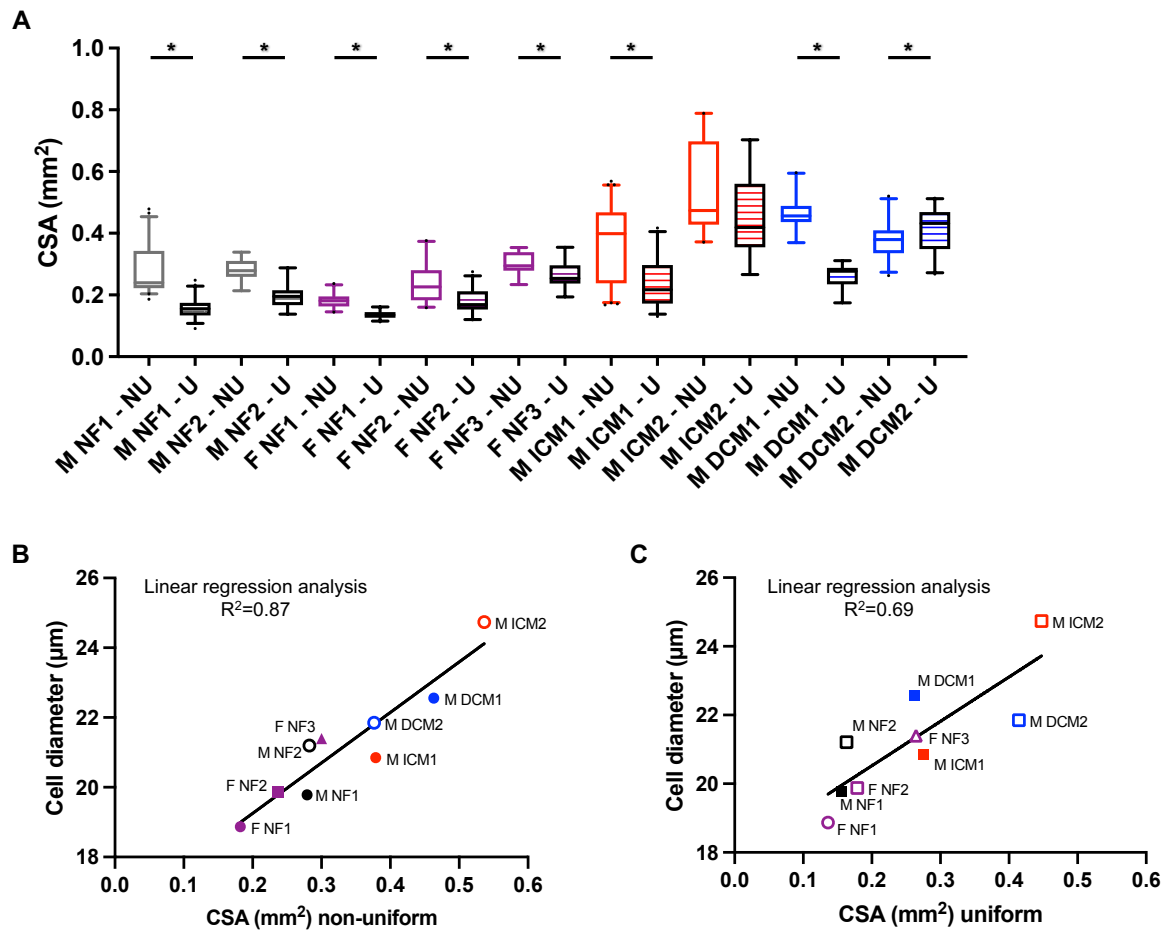 A
* * * * * * * *
CSA (mm²)
1.0
0.8
0.6
0.4
0.2
0.0
M NF1 - NU
M NF1 - U
M NF2 - NU
M NF2 - U
F NF1 - NU
F NF1 - U
F NF2 - NU
F NF2 - U
F NF3 - NU
F NF3 - U
M ICM1 - NU
M ICM1 - U
M ICM2 - NU
M ICM2 - U
M DCM1 - NU
M DCM1 - U
M DCM2 - NU
M DCM2 - U
B
Linear regression analysis
R²=0.87
Cell diameter (µm)
26
24
22
20
18
M ICM2
M DCM1
M DCM2
F NF3
M NF2
M ICM1
F NF2
M NF1
F NF1
0.0 0.1 0.2 0.3 0.4 0.5 0.6
CSA (mm²) non-uniform
C
Linear regression analysis
R²=0.69
Cell diameter (µm)
26
24
22
20
18
M ICM2
M DCM1
M DCM2
M NF2
F NF3
M ICM1
F NF2
M NF1
F NF1
0.0 0.1 0.2 0.3 0.4 0.5 0.6
CSA (mm²) uniform